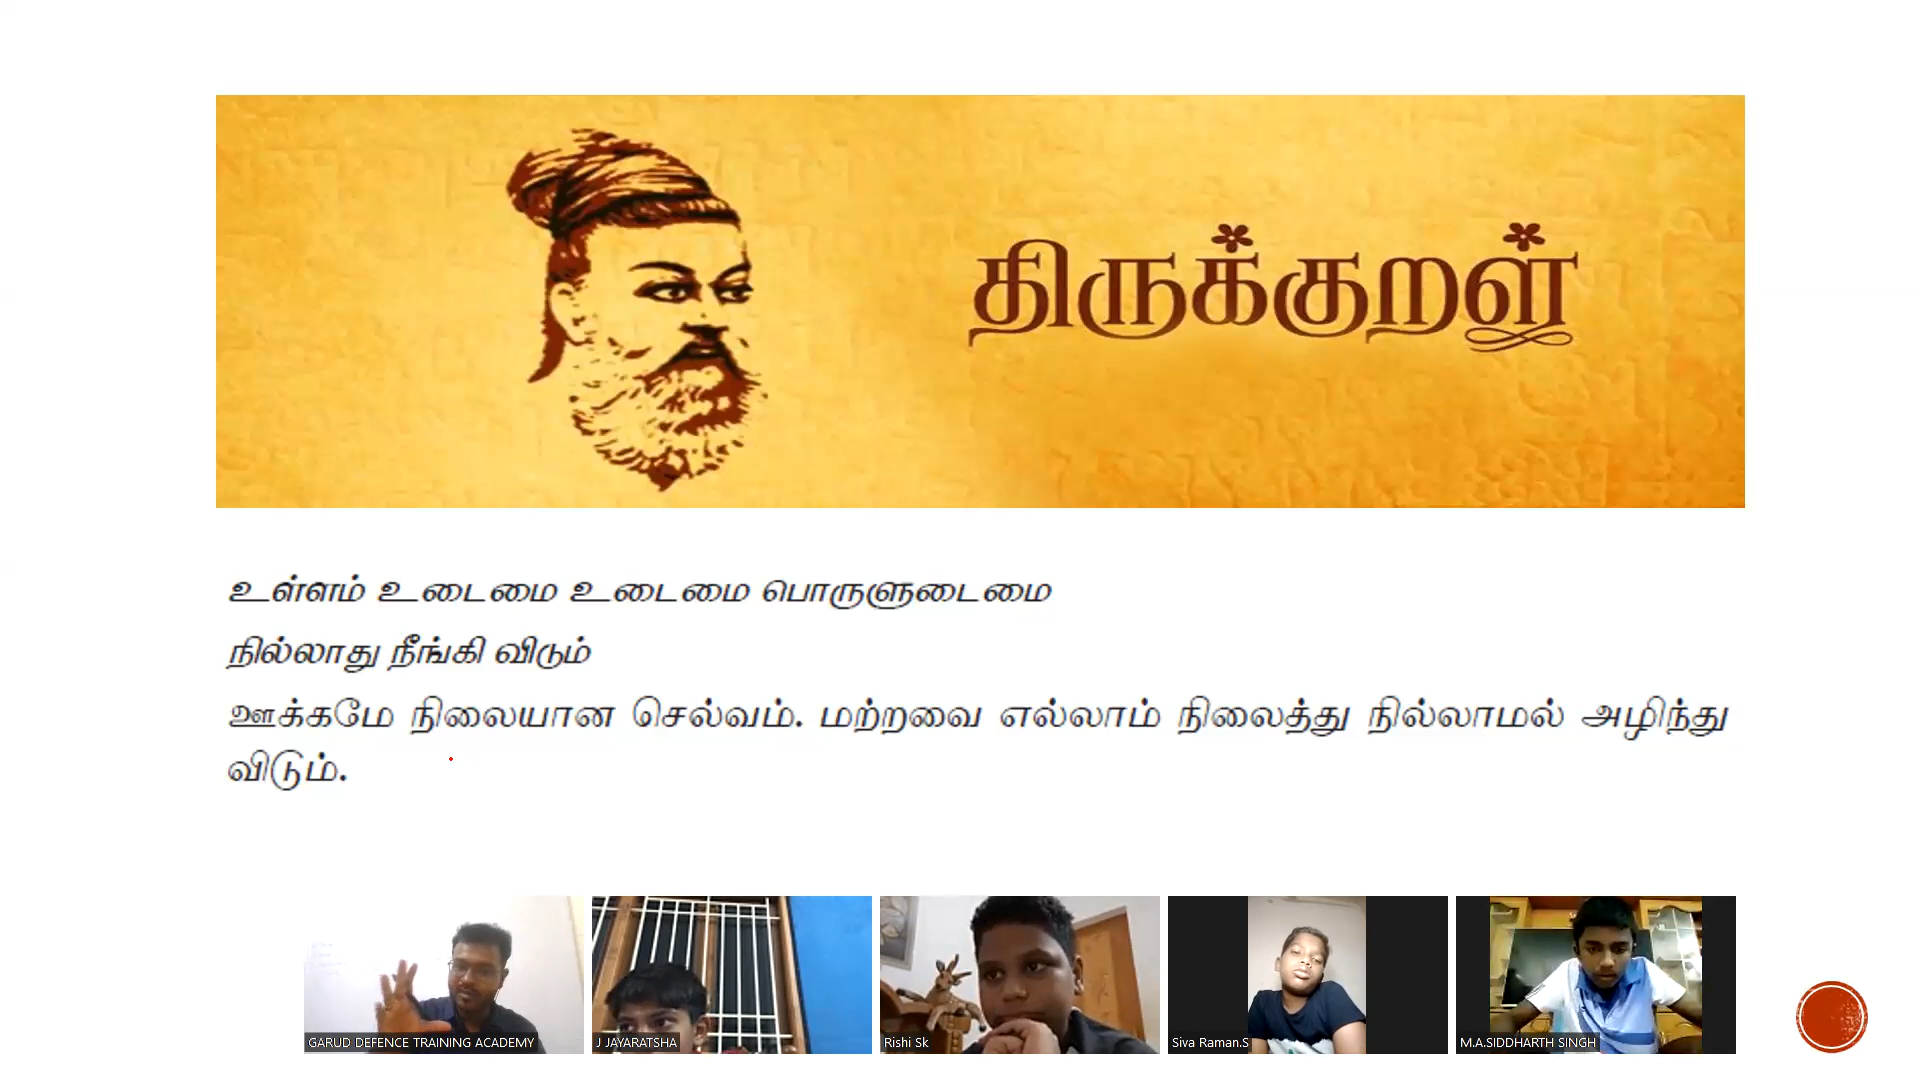 திருக்குறள்
உள்ளம் உடைமை உடைமை பொருளுடைமை
நில்லாது நீங்கி விடும்
ஊக்கமே நிலையான செல்வம். மற்றவை எல்லாம் நிலைத்து நில்லாமல் அழிந்து
விடும்.
GARUD DEFENCE TRAINING ACADEMY
J JAYARATSHA
Rishi Sk
Siva Raman.S
M.A.SIDDHARTH SINGH